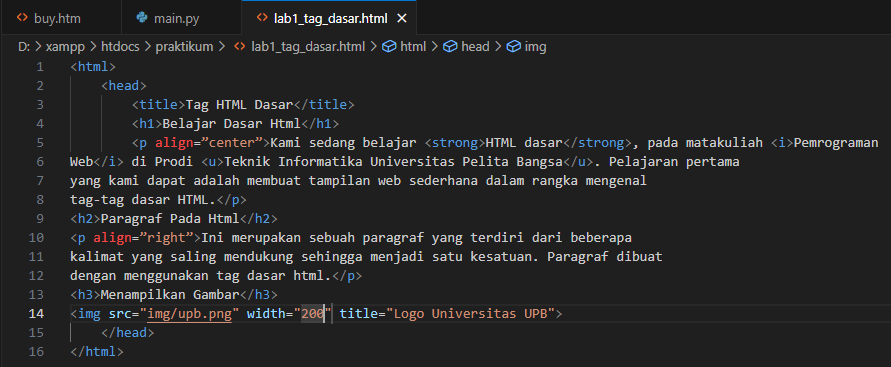 buy.htm main.py lab1_tag_dasar.html
D: > xampp > htdocs > praktikum > lab1_tag_dasar.html > html > head > img
1 <html>
2 <head>
3 <title>Tag HTML Dasar</title>
4 <h1>Belajar Dasar Html</h1>
5 <p align=”center”>Kami sedang belajar <strong>HTML dasar</strong>, pada matakuliah <i>Pemrograman
6 Web</i> di Prodi <u>Teknik Informatika Universitas Pelita Bangsa</u>. Pelajaran pertama
7 yang kami dapat adalah membuat tampilan web sederhana dalam rangka mengenal
8 tag-tag dasar HTML.</p>
9 <h2>Paragraf Pada Html</h2>
10 <p align=”right”>Ini merupakan sebuah paragraf yang terdiri dari beberapa
11 kalimat yang saling mendukung sehingga menjadi satu kesatuan. Paragraf dibuat
12 dengan menggunakan tag dasar html.</p>
13 <h3>Menampilkan Gambar</h3>
14 <img src="img/upb.png" width="200" title="Logo Universitas UPB">
15 </head>
16 </html>